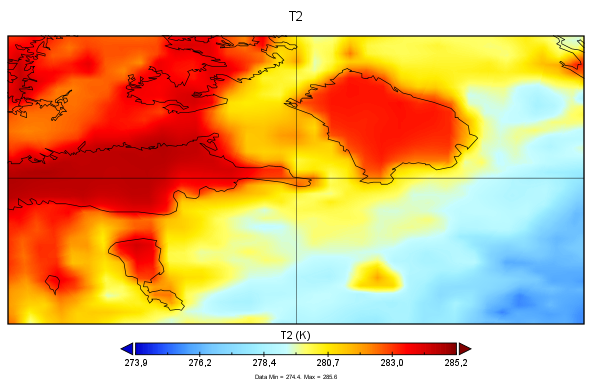 T2
T2 (K)
273,9 276,2 278,4 280,7 283,0 285,2
Data Min = 274.4, Max = 285.6